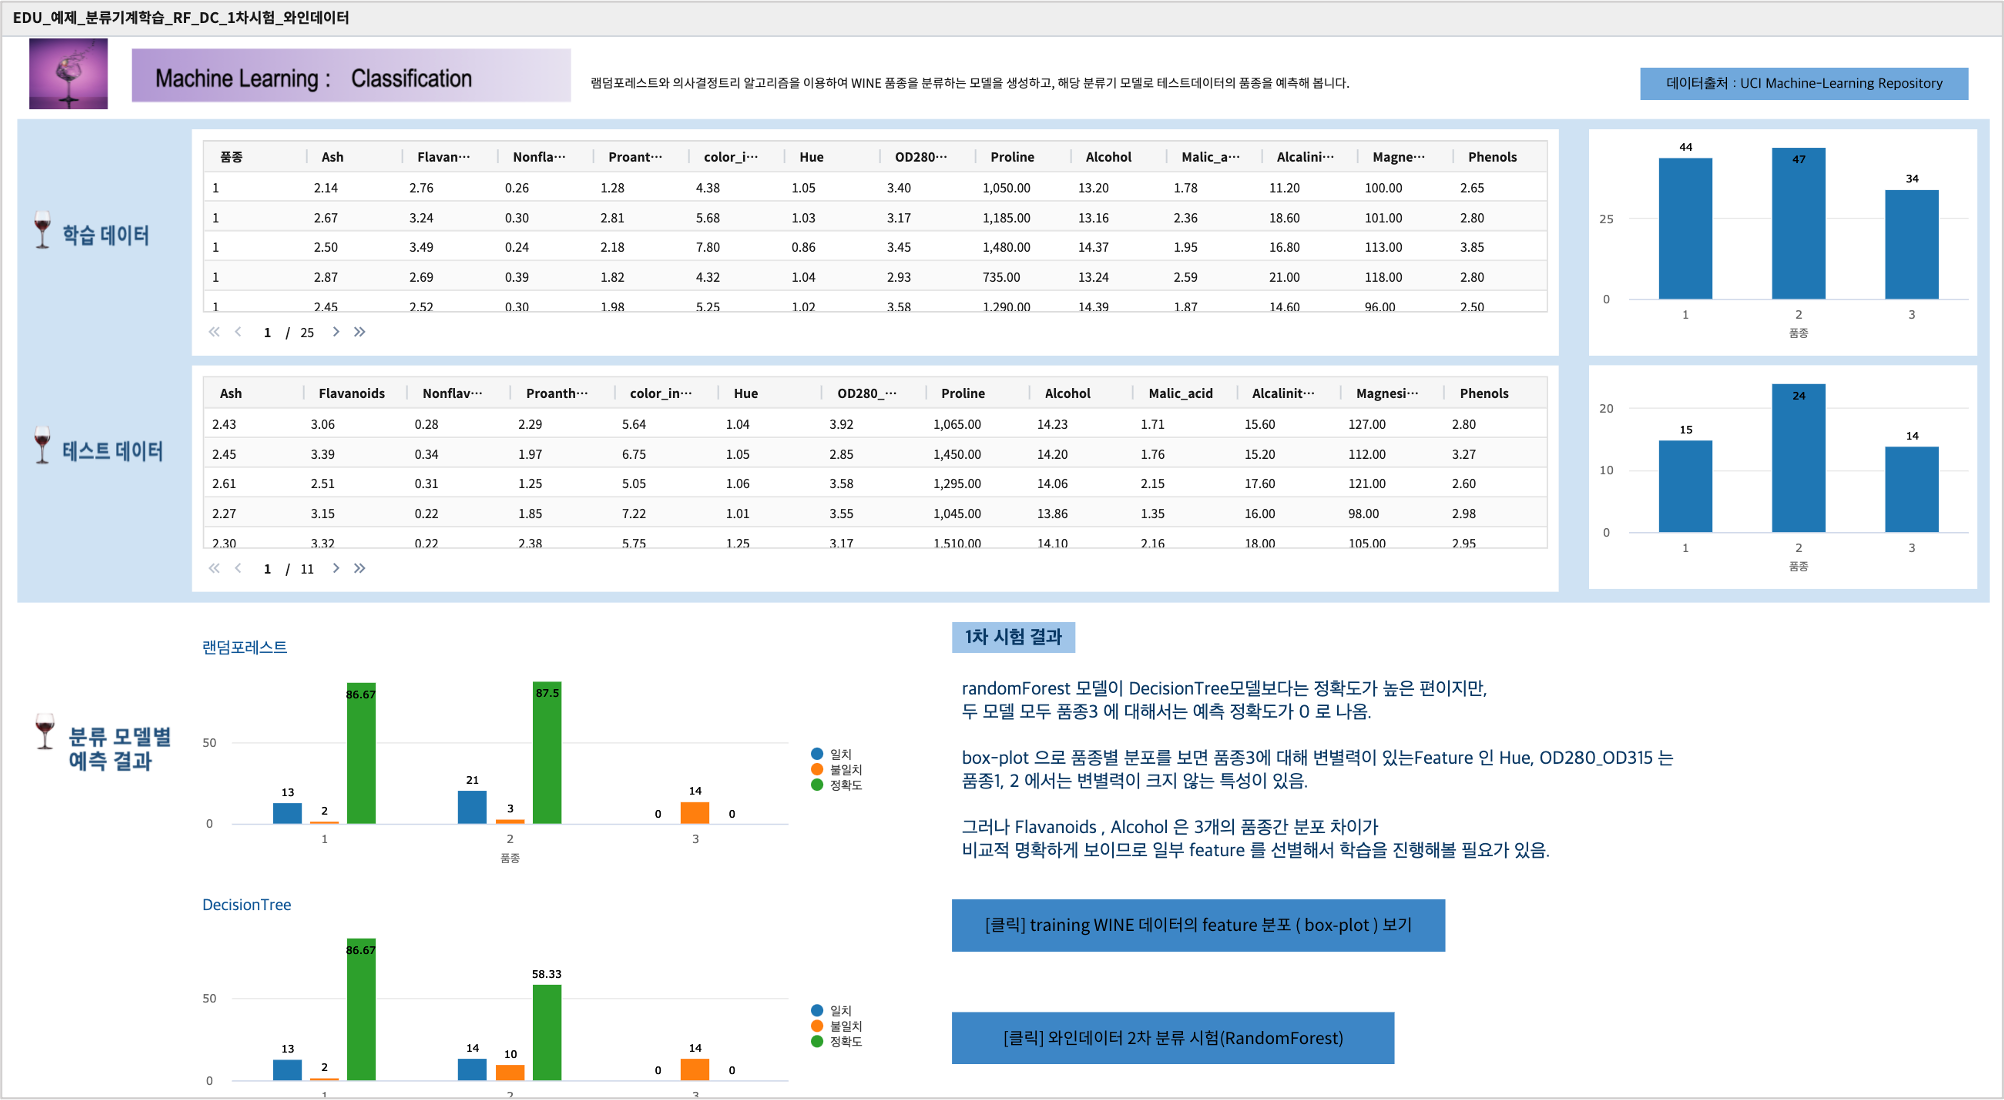 EDU_예제_분류기계학습_RF_DC_1차시험_와인데이터
Machine Learning : Classification
랜덤포레스트와 의사결정트리 알고리즘을 이용하여 WINE 품종을 분류하는 모델을 생성하고, 해당 분류기 모델로 테스트데이터의 품종을 예측해 봅니다.
데이터출처 : UCI Machine-Learning Repository
학습 데이터
품종 Ash Flavan··· Nonfla··· Proant··· color_i··· Hue OD280··· Proline Alcohol Malic_a··· Alcalini··· Magne··· Phenols
1 2.14 2.76 0.26 1.28 4.38 1.05 3.40 1,050.00 13.20 1.78 11.20 100.00 2.65
1 2.67 3.24 0.30 2.81 5.68 1.03 3.17 1,185.00 13.16 2.36 18.60 101.00 2.80
1 2.50 3.49 0.24 2.18 7.80 0.86 3.45 1,480.00 14.37 1.95 16.80 113.00 3.85
1 2.87 2.69 0.39 1.82 4.32 1.04 2.93 735.00 13.24 2.59 21.00 118.00 2.80
1 2.45 2.52 0.30 1.98 5.25 1.02 3.58 1,290.00 14.39 1.87 14.60 96.00 2.50
1 / 25
44
47
34
25
0
1 2 3
품종
테스트 데이터
Ash Flavanoids Nonflav··· Proanth··· color_in··· Hue OD280_··· Proline Alcohol Malic_acid Alcalinit··· Magnesi··· Phenols
2.43 3.06 0.28 2.29 5.64 1.04 3.92 1,065.00 14.23 1.71 15.60 127.00 2.80
2.45 3.39 0.34 1.97 6.75 1.05 2.85 1,450.00 14.20 1.76 15.20 112.00 3.27
2.61 2.51 0.31 1.25 5.05 1.06 3.58 1,295.00 14.06 2.15 17.60 121.00 2.60
2.27 3.15 0.22 1.85 7.22 1.01 3.55 1,045.00 13.86 1.35 16.00 98.00 2.98
2.30 3.32 0.22 2.38 5.75 1.25 3.17 1,510.00 14.10 2.16 18.00 105.00 2.95
1 / 11
24
15
14
20
10
0
1 2 3
품종
분류 모델별
예측 결과
랜덤포레스트
86.67 87.5
50
13 2 21 3 0 14 0
0
1 2 3
품종
일치
불일치
정확도
DecisionTree
86.67
58.33
50
13 2 14 10 0 14 0
0
1 2 3
일치
불일치
정확도
1차 시험 결과
randomForest 모델이 DecisionTree모델보다는 정확도가 높은 편이지만,
두 모델 모두 품종3 에 대해서는 예측 정확도가 0 로 나옴.
box-plot 으로 품종별 분포를 보면 품종3에 대해 변별력이 있는Feature 인 Hue, OD280_OD315 는
품종1, 2 에서는 변별력이 크지 않는 특성이 있음.
그러나 Flavanoids , Alcohol 은 3개의 품종간 분포 차이가
비교적 명확하게 보이므로 일부 feature 를 선별해서 학습을 진행해볼 필요가 있음.
[클릭] training WINE 데이터의 feature 분포 ( box-plot ) 보기
[클릭] 와인데이터 2차 분류 시험(RandomForest)